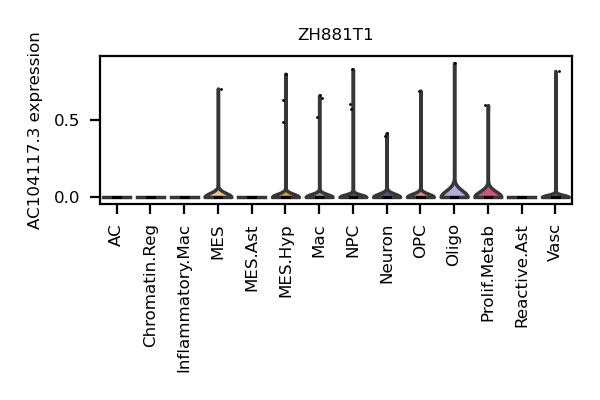 ZH881T1
AC104117.3 expression
0.5
0.0
AC
Chromatin.Reg
Inflammatory.Mac
MES
MES.Ast
MES.Hyp
Mac
NPC
Neuron
OPC
Oligo
Prolif.Metab
Reactive.Ast
Vasc